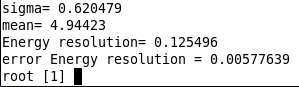 sigma= 0.620479
mean= 4.94423
Energy resolution= 0.125496
error Energy resolution = 0.00577639
root [1]